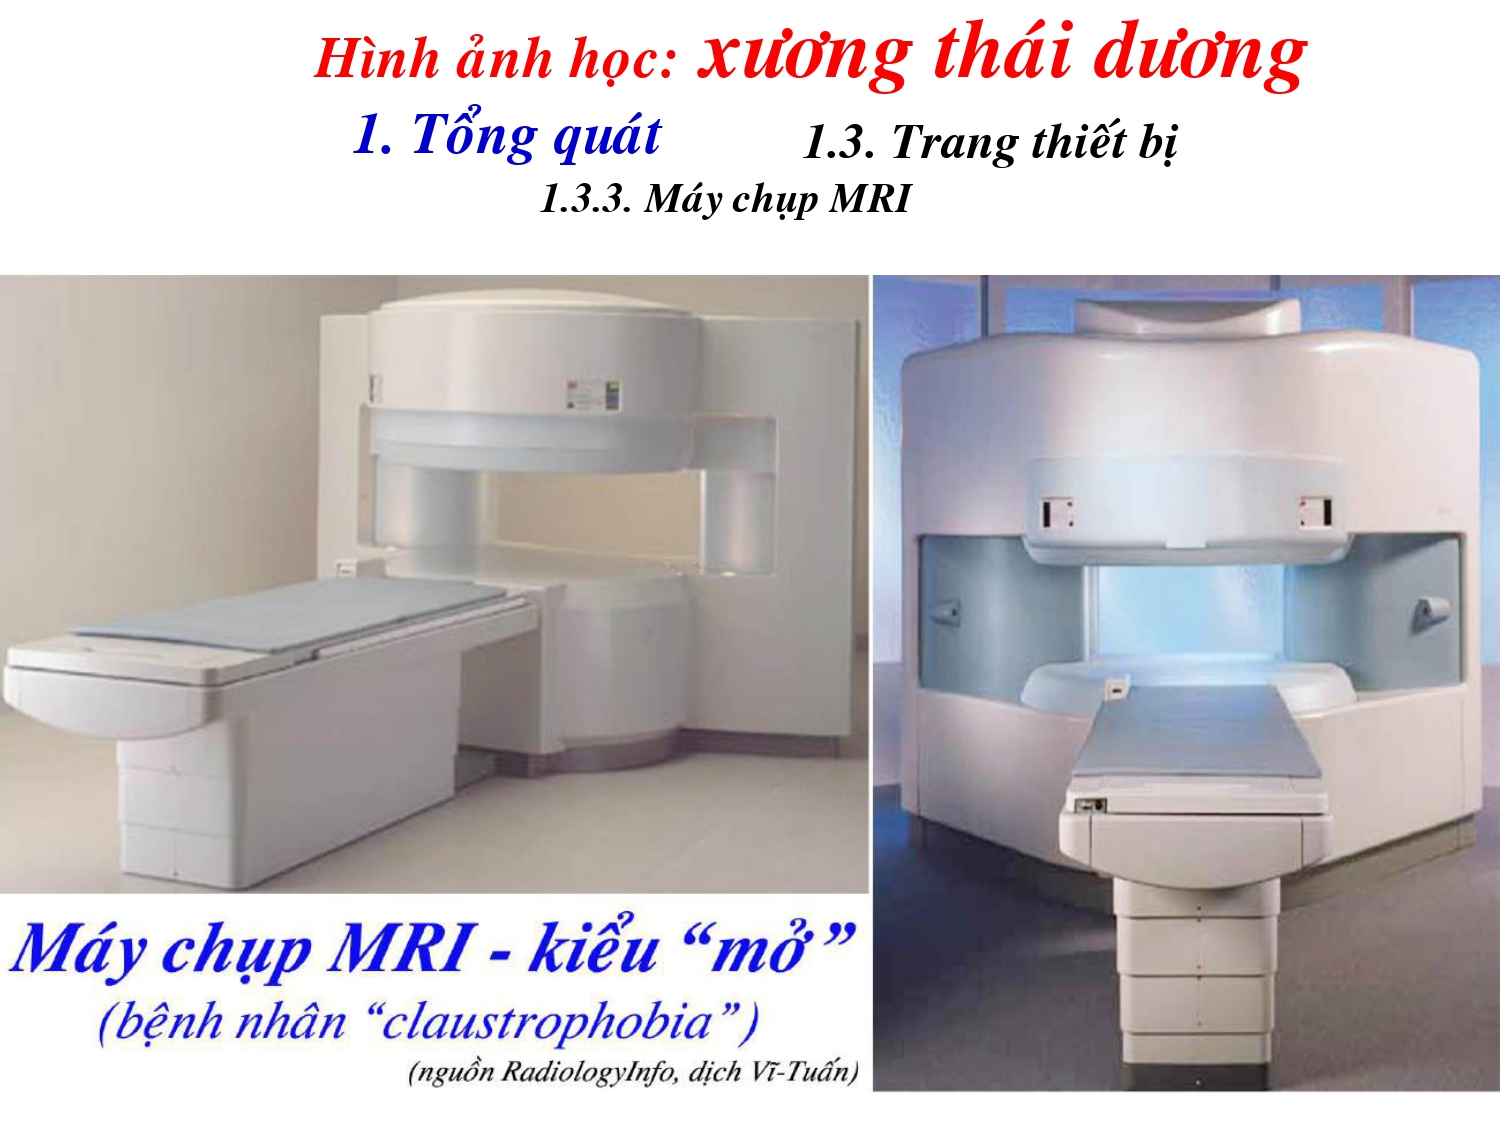 Hình ảnh học: xương thái dương
1. Tổng quát
1.3. Trang thiết bị
1.3.3. Máy chụp MRI
Máy chụp MRI - kiểu “mở”
(bệnh nhân “claustrophobia”)
(nguồn RadiologyInfo, dịch Vĩ-Tuấn)